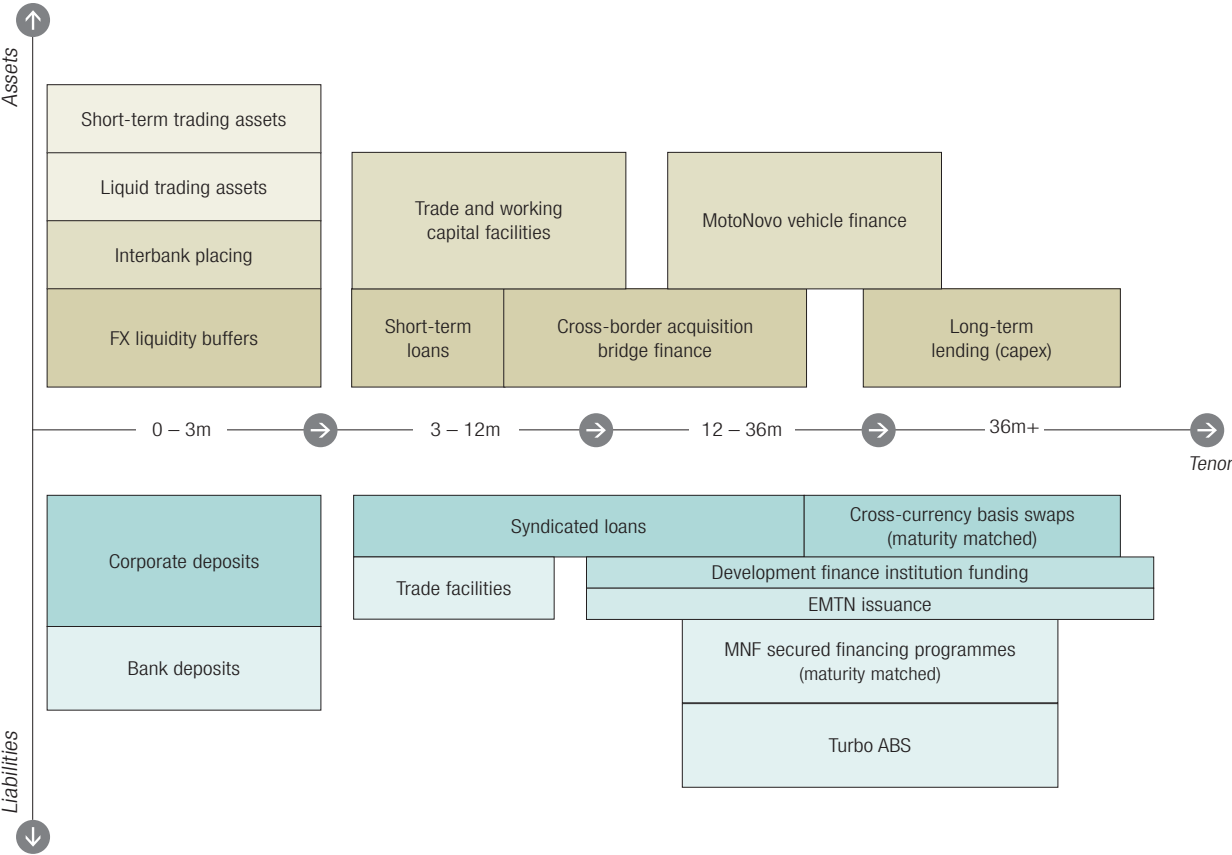 Assets
Short-term trading assets
Liquid trading assets
Interbank placing
FX liquidity buffers
Trade and working
capital facilities
MotoNovo vehicle finance
Short-term
loans
Cross-border acquisition
bridge finance
Long-term
lending (capex)
0 – 3m
3 – 12m
12 – 36m
36m+
Tenor
Corporate deposits
Bank deposits
Syndicated loans
Cross-currency basis swaps
(maturity matched)
Trade facilities
Development finance institution funding
EMTN issuance
MNF secured financing programmes
(maturity matched)
Turbo ABS
Liabilities